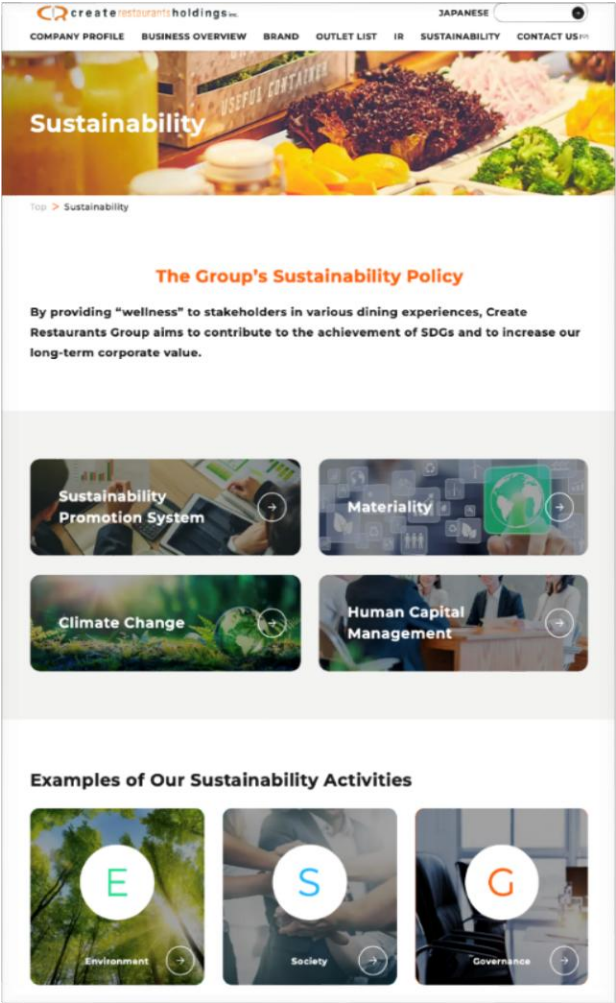 create restaurants holdings inc.
JAPANESE
COMPANY PROFILE
BUSINESS OVERVIEW
BRAND
OUTLET LIST
IR
SUSTAINABILITY
CONTACT US
USEFUL CONTAINER
Sustainability
Top > Sustainability
The Group's Sustainability Policy
By providing “wellness” to stakeholders in various dining experiences, Create
Restaurants Group aims to contribute to the achievement of SDGs and to increase our
long-term corporate value.
Sustainability
Promotion System
Materiality
Climate Change
Human Capital
Management
Examples of Our Sustainability Activities
E
Environment
S
Society
G
Governance